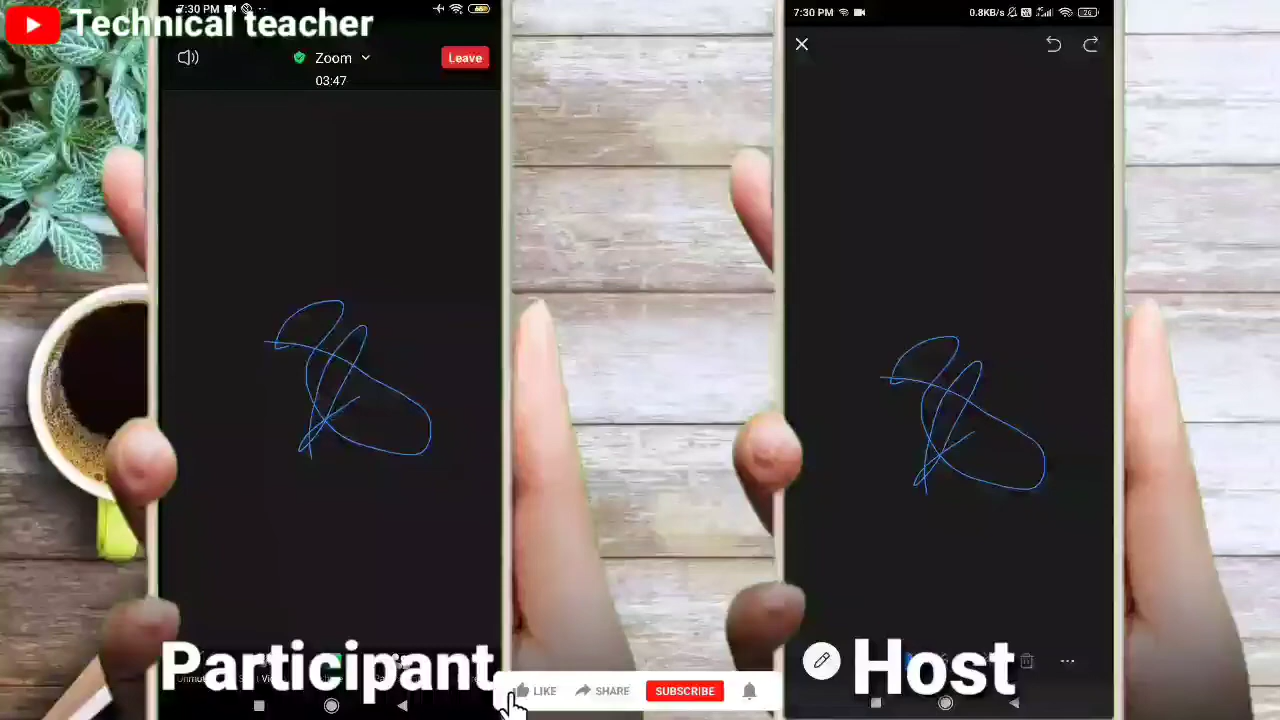 Technical teacher
7:30 PM
Zoom
Leave
03:47
7:30 PM
0.8KB/s
Participant
Host
LIKE
SHARE
SUBSCRIBE